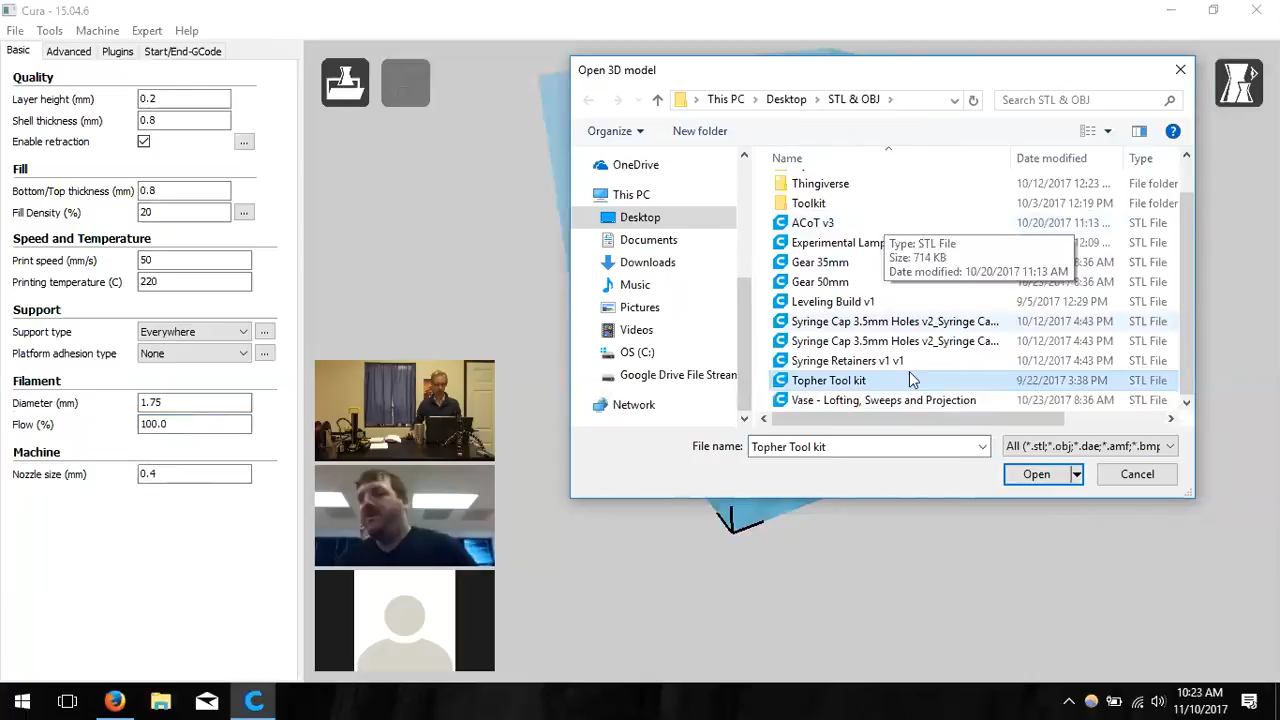 Cura - 15.04.6
File Tools Machine Expert Help
Basic Advanced Plugins Start/End-GCode
Quality
Layer height (mm) 0.2
Shell thickness (mm) 0.8
Enable retraction ...
Fill
Bottom/Top thickness (mm) 0.8
Fill Density (%) 20 ...
Speed and Temperature
Print speed (mm/s) 50
Printing temperature (C) 220
Support
Support type Everywhere ...
Platform adhesion type None ...
Filament
Diameter (mm) 1.75
Flow (%) 100.0
Machine
Nozzle size (mm) 0.4
Open 3D model
This PC > Desktop > STL & OBJ > Search STL & OBJ
Organize New folder
OneDrive
This PC
Desktop
Documents
Downloads
Music
Pictures
Videos
OS (C:)
Google Drive File Stream
Network
Name Date modified Type
Thingiverse 10/12/2017 12:23 ... File folder
Toolkit 10/3/2017 12:19 PM File folder
ACoT v3 10/20/2017 11:13 ... STL File
Experimental Lamp 12:09 ... STL File
Gear 35mm 8:36 AM STL File
Gear 50mm 10/23/2017 8:36 AM STL File
Leveling Build v1 9/5/2017 12:29 PM STL File
Syringe Cap 3.5mm Holes v2_Syringe Ca... 10/12/2017 4:43 PM STL File
Syringe Cap 3.5mm Holes v2_Syringe Ca... 10/12/2017 4:43 PM STL File
Syringe Retainers v1 v1 10/12/2017 4:43 PM STL File
Topher Tool kit 9/22/2017 3:38 PM STL File
Vase - Lofting, Sweeps and Projection 10/23/2017 8:36 AM STL File
Type: STL File
Size: 714 KB
Date modified: 10/20/2017 11:13 AM
File name: Topher Tool kit All (*.stl;*.obj;*.dae;*.amf;*.bmp
Open Cancel
10:23 AM
11/10/2017